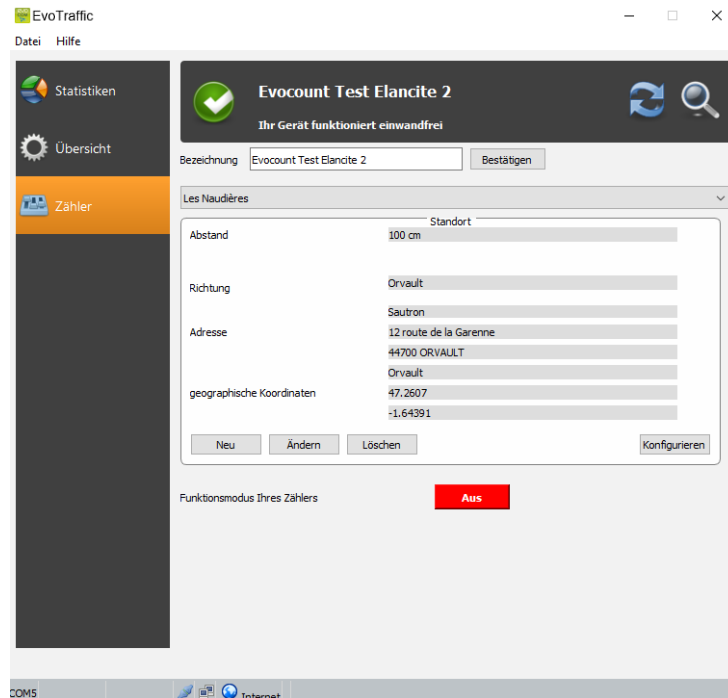 EvoTraffic
Datei Hilfe
Statistiken
Übersicht
Zähler
Evocount Test Elancite 2
Ihr Gerät funktioniert einwandfrei
Bezeichnung Evocount Test Elancite 2 Bestätigen
Les Naudières
Standort
Abstand 100 cm
Richtung Orvault
Sautron
Adresse 12 route de la Garenne
44700 ORVAULT
Orvault
geographische Koordinaten 47.2607
-1.64391
Neu Ändern Löschen Konfigurieren
Funktionsmodus Ihres Zählers Aus
COM5 Internet